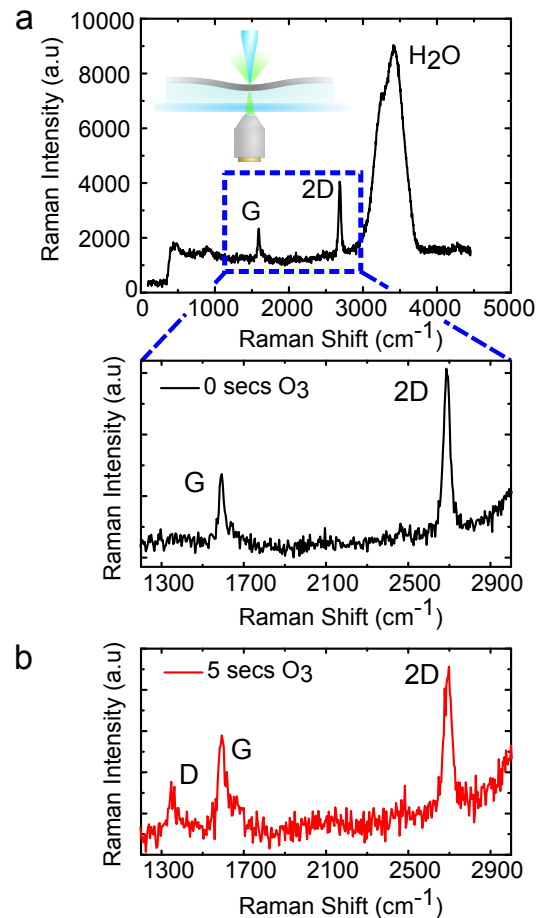 a
Raman Intensity (a.u)
10000
8000
6000
4000
2000
0
H₂O
2D
G
0 1000 2000 3000 4000 5000
Raman Shift (cm⁻¹)
Raman Intensity (a.u)
0 secs O₃
2D
G
1300 1700 2100 2500 2900
Raman Shift (cm⁻¹)
b
Raman Intensity (a.u)
5 secs O₃
2D
G
D
1300 1700 2100 2500 2900
Raman Shift (cm⁻¹)